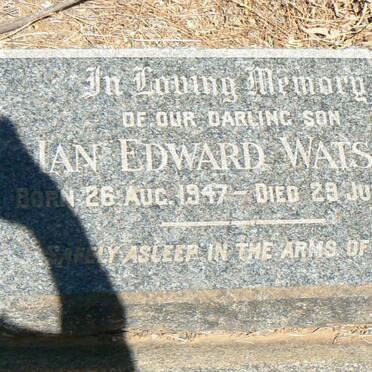 In Loving Memory
OF OUR DARLING SON
IAN EDWARD WATS
BORN 26 AUG. 1947 – DIED 29 JU
SAFELY ASLEEP IN THE ARMS OF